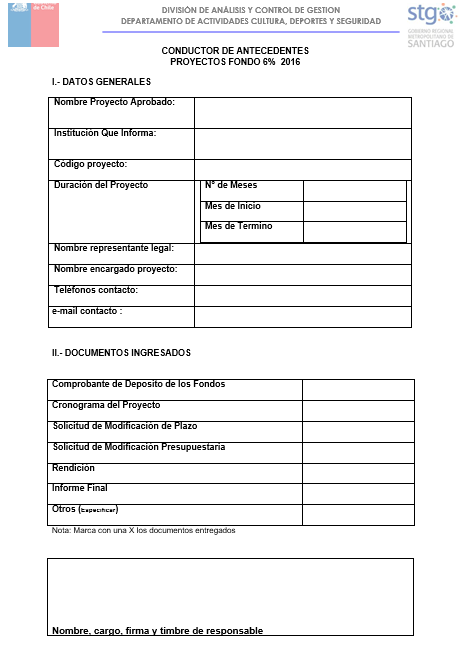 de Chile
DIVISIÓN DE ANÁLISIS Y CONTROL DE GESTION
DEPARTAMENTO DE ACTIVIDADES CULTURA, DEPORTES Y SEGURIDAD
stgo
GOBIERNO REGIONAL
METROPOLITANO DE
SANTIAGO
CONDUCTOR DE ANTECEDENTES
PROYECTOS FONDO 6% 2016
I.- DATOS GENERALES
Nombre Proyecto Aprobado:
Institución Que Informa:
Código proyecto:
Duración del Proyecto
N° de Meses
Mes de Inicio
Mes de Termino
Nombre representante legal:
Nombre encargado proyecto:
Teléfonos contacto:
e-mail contacto :
II.- DOCUMENTOS INGRESADOS
Comprobante de Deposito de los Fondos
Cronograma del Proyecto
Solicitud de Modificación de Plazo
Solicitud de Modificación Presupuestaria
Rendición
Informe Final
Otros (Especificar)
Nota: Marca con una X los documentos entregados
Nombre, cargo, firma y timbre de responsable